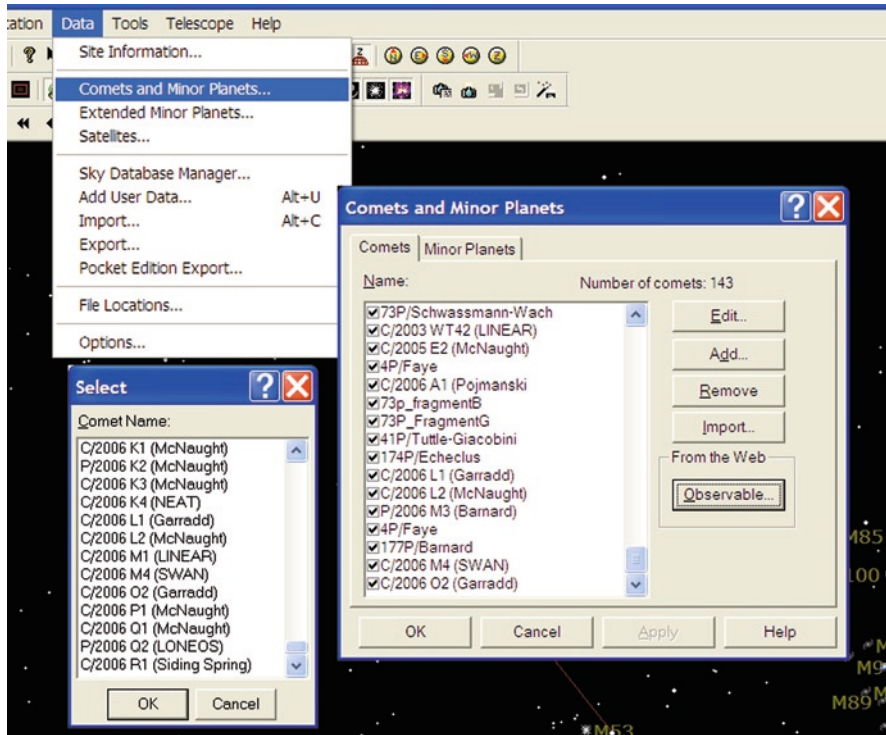 Data Tools Telescope Help
Site Information...
Comets and Minor Planets...
Extended Minor Planets...
Satellites...
Sky Database Manager...
Add User Data... Alt+U
Import... Alt+C
Export...
Pocket Edition Export...
File Locations...
Options...
Select
Comet Name:
C/2006 K1 (McNaught)
P/2006 K2 (McNaught)
C/2006 K3 (McNaught)
C/2006 K4 (NEAT)
C/2006 L1 (Garradd)
C/2006 L2 (McNaught)
C/2006 M1 (LINEAR)
C/2006 M4 (SWAN)
C/2006 O2 (Garradd)
C/2006 P1 (McNaught)
C/2006 Q1 (McNaught)
P/2006 Q2 (LONEOS)
C/2006 R1 (Siding Spring)
OK Cancel
Comets and Minor Planets
Comets Minor Planets
Name: Number of comets: 143
73P/Schwassmann-Wach
C/2003 WT42 (LINEAR)
C/2005 E2 (McNaught)
4P/Faye
C/2006 A1 (Pojmanski
73p_fragmentB
73P_FragmentG
41P/Tuttle-Giacobini
174P/Echeclus
C/2006 L1 (Garradd)
C/2006 L2 (McNaught)
P/2006 M3 (Barnard)
4P/Faye
177P/Barnard
C/2006 M4 (SWAN)
C/2006 O2 (Garradd)
Edit...
Add...
Remove
Import...
From the Web
Observable...
OK Cancel Apply Help
M85
M89
M53